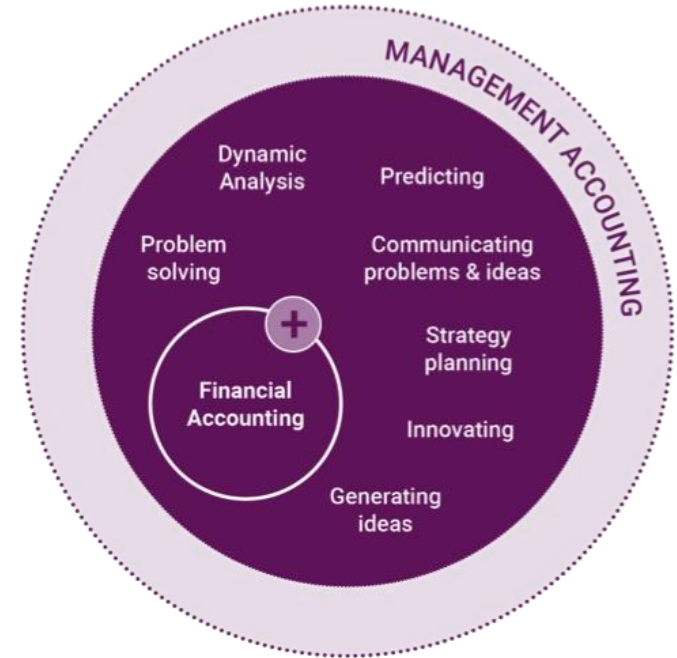 MANAGEMENT ACCOUNTING
Dynamic
Analysis
Predicting
Problem
solving
Communicating
problems & ideas
+
Strategy
planning
Financial
Accounting
Innovating
Generating
ideas